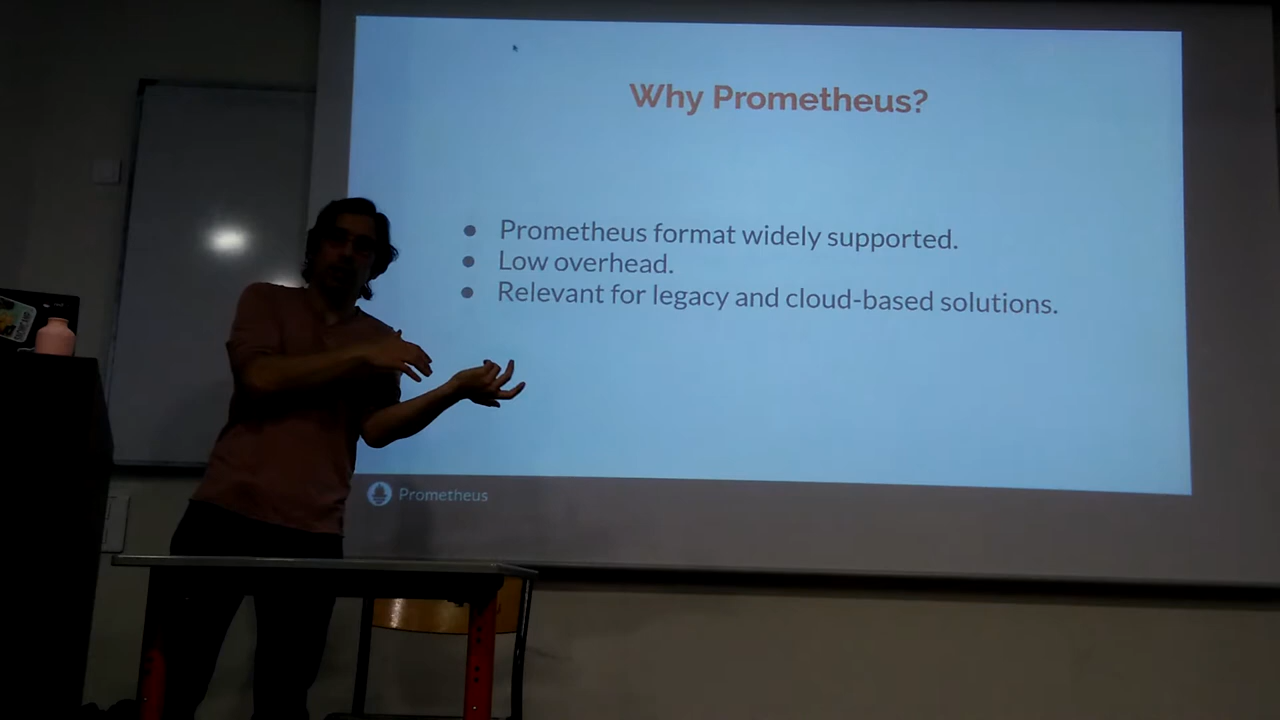 Why Prometheus?
● Prometheus format widely supported.
● Low overhead.
● Relevant for legacy and cloud-based solutions.
Prometheus